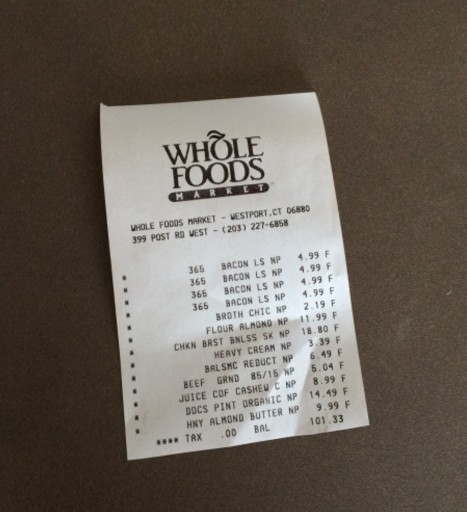 WHOLE
FOODS
MARKET
WHOLE FOODS MARKET - WESTPORT,CT 06880
399 POST RD WEST - (203) 227-6858
365 BACON LS NP 4.99 F
365 BACON LS NP 4.99 F
365 BACON LS NP 4.99 F
365 BACON LS NP 4.99 F
BROTH CHIC NP 2.19 F
FLOUR ALMOND NP 11.99 F
CHKN BRST BNLSS SK NP 18.80 F
HEAVY CREAM NP 3.39 F
BALSMC REDUCT NP 6.49 F
BEEF GRND 85/15 NP 5.04 F
JUICE COF CASHEW C NP 8.99 F
DOCS PINT ORGANIC NP 14.49 F
HNY ALMOND BUTTER NP 9.99 F
**** TAX .00 BAL 101.33